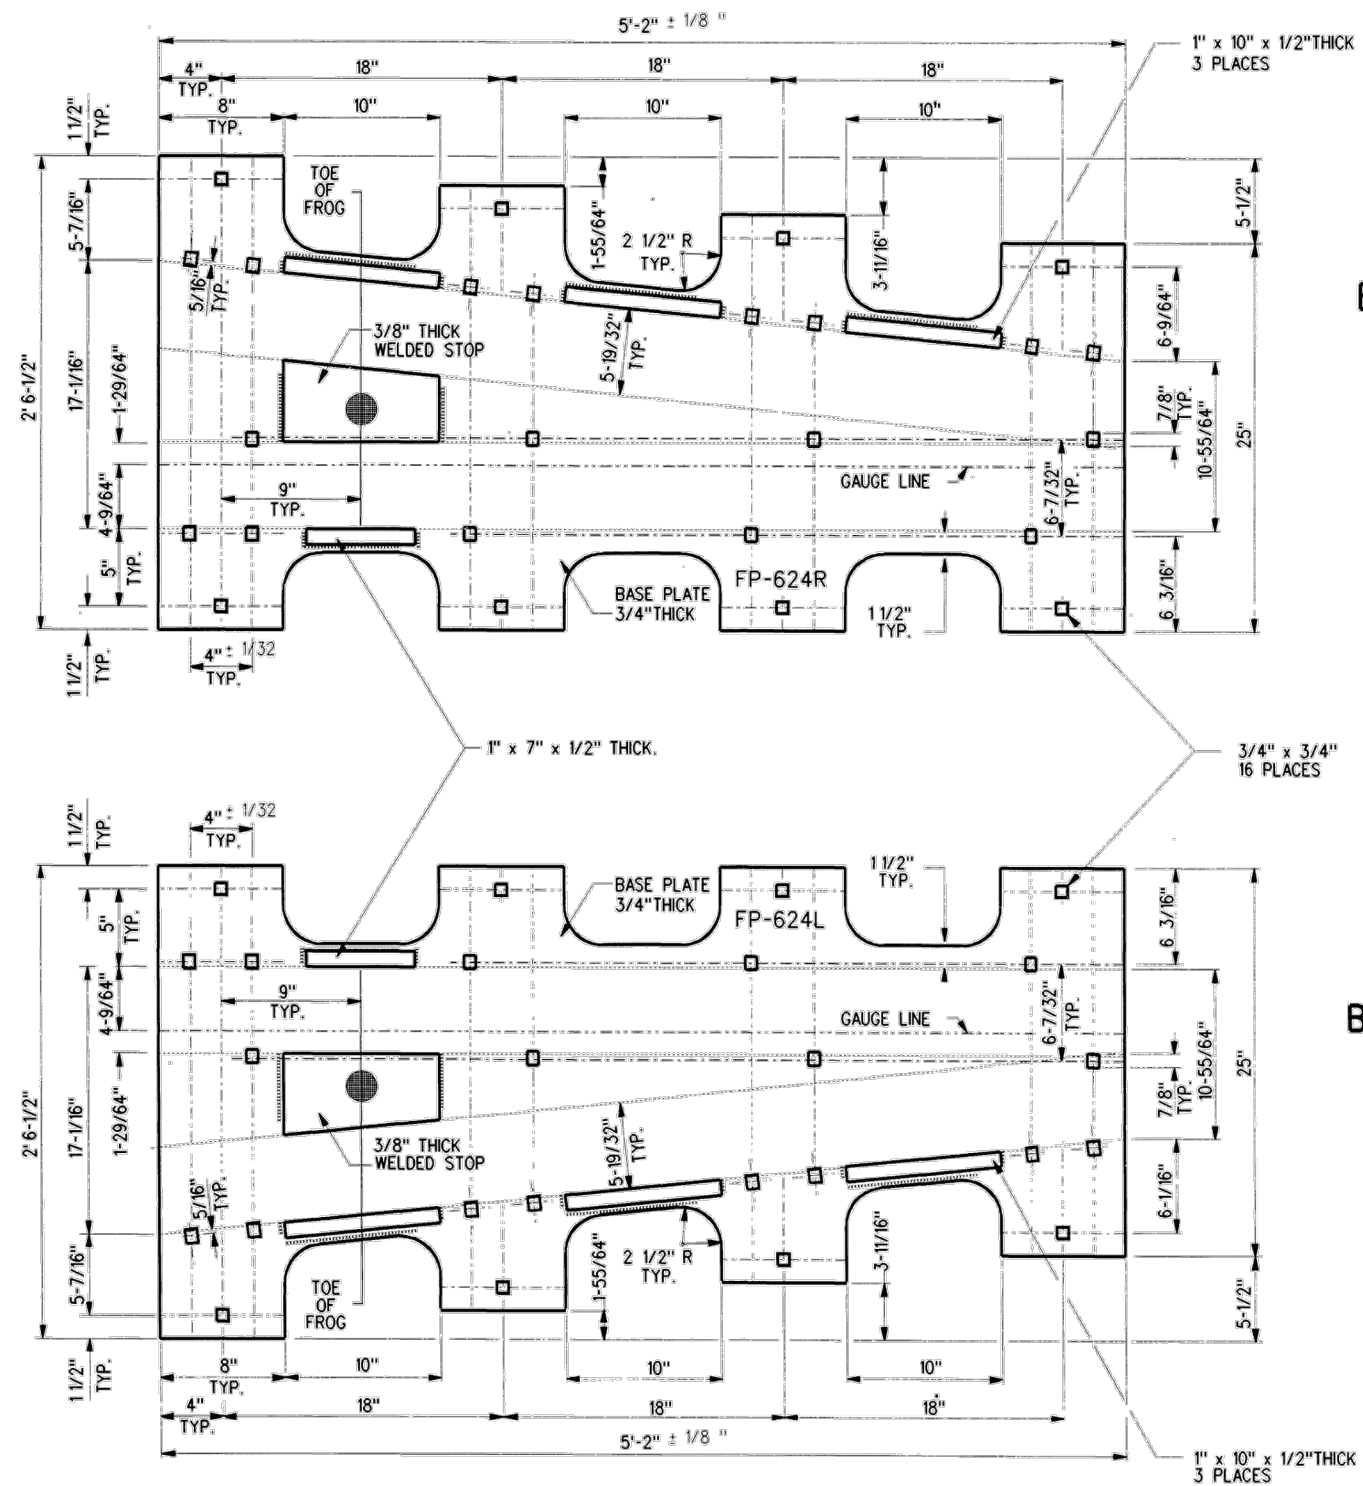 5'-2" ± 1/8 "
1" x 10" x 1/2"THICK
3 PLACES
4"
TYP.
18"
18"
18"
8"
TYP.
10"
10"
10"
1 1/2"
TYP.
TOE
OF
FROG
5-7/16"
5/16"
TYP.
1-55/64"
2 1/2" R
TYP.
3-11/16"
5-1/2"
6-9/64"
3/8" THICK
WELDED STOP
5-19/32"
TYP.
2' 6-1/2"
17-1/16"
1-29/64"
7/8"
TYP.
10-55/64"
25"
GAUGE LINE
6-7/32"
TYP.
4-9/64"
9"
TYP.
5"
TYP.
BASE PLATE
3/4"THICK
FP-624R
1 1/2"
TYP.
6 3/16"
1 1/2"
TYP.
4" ± 1/32
TYP.
1" x 7" x 1/2" THICK.
3/4" x 3/4"
16 PLACES
4" ± 1/32
TYP.
1 1/2"
TYP.
BASE PLATE
3/4"THICK
FP-624L
1 1/2"
TYP.
6 3/16"
5"
TYP.
4-9/64"
9"
TYP.
GAUGE LINE
6-7/32"
TYP.
B
2' 6-1/2"
17-1/16"
1-29/64"
7/8"
TYP.
10-55/64"
25"
3/8" THICK
WELDED STOP
5-19/32"
TYP.
5/16"
TYP.
6-1/16"
5-7/16"
TOE
OF
FROG
1-55/64"
2 1/2" R
TYP.
3-11/16"
5-1/2"
1 1/2"
TYP.
8"
TYP.
10"
10"
10"
4"
TYP.
18"
18"
18"
5'-2" ± 1/8 "
1" x 10" x 1/2"THICK
3 PLACES